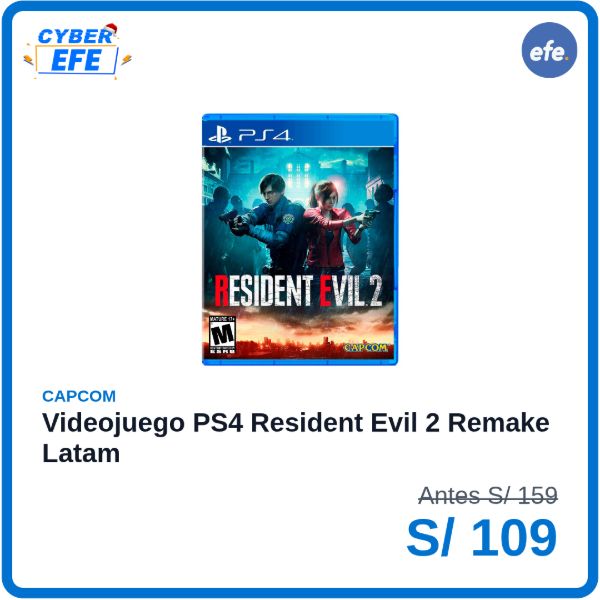 CYBER
EFE
efe.
PS4
RESIDENT EVIL 2
MATURE 17+
M
ESRB
CAPCOM
CAPCOM
Videojuego PS4 Resident Evil 2 Remake
Latam
Antes S/ 159
S/ 109